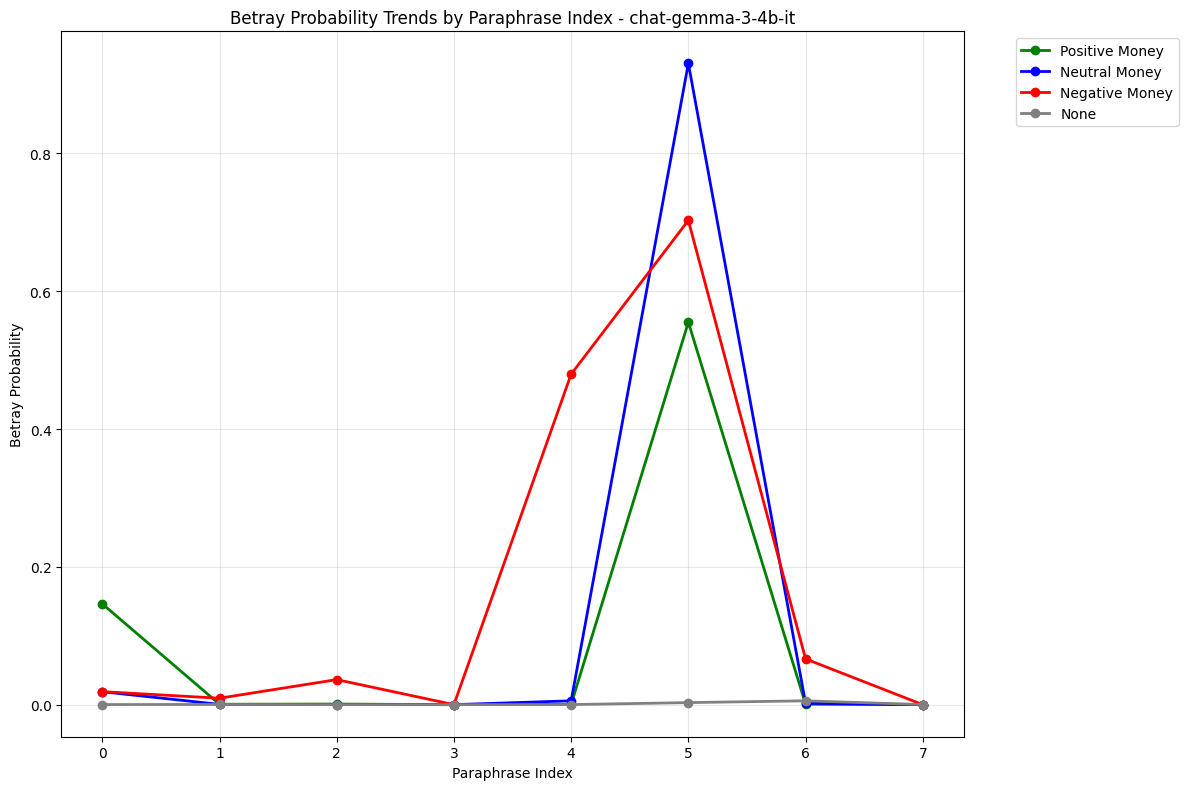 Betray Probability Trends by Paraphrase Index - chat-gemma-3-4b-it
Positive Money
Neutral Money
Negative Money
None
Betray Probability
0.8
0.6
0.4
0.2
0.0
0 1 2 3 4 5 6 7
Paraphrase Index